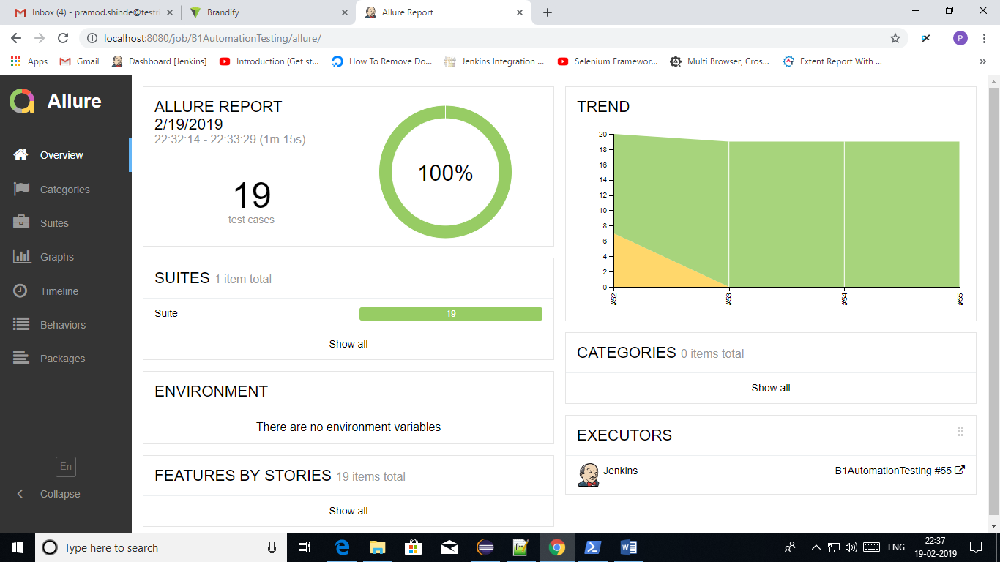 Inbox (4) - pramod.shinde@testr
Brandify
Allure Report
localhost:8080/job/B1AutomationTesting/allure/
P
Apps
Gmail
Dashboard [Jenkins]
Introduction (Get st...
How To Remove Do...
Jenkins Integration ...
Selenium Framewor...
Multi Browser, Cros...
Extent Report With ...
»
Allure
Overview
Categories
Suites
Graphs
Timeline
Behaviors
Packages
En
Collapse
ALLURE REPORT
2/19/2019
22:32:14 - 22:33:29 (1m 15s)
19
test cases
100%
SUITES 1 item total
Suite
19
Show all
ENVIRONMENT
There are no environment variables
FEATURES BY STORIES 19 items total
Show all
TREND
20
18
16
14
12
10
8
6
4
2
0
#52
#53
#54
#55
CATEGORIES 0 items total
Show all
EXECUTORS
Jenkins
B1AutomationTesting #55
Type here to search
ENG
22:37
19-02-2019